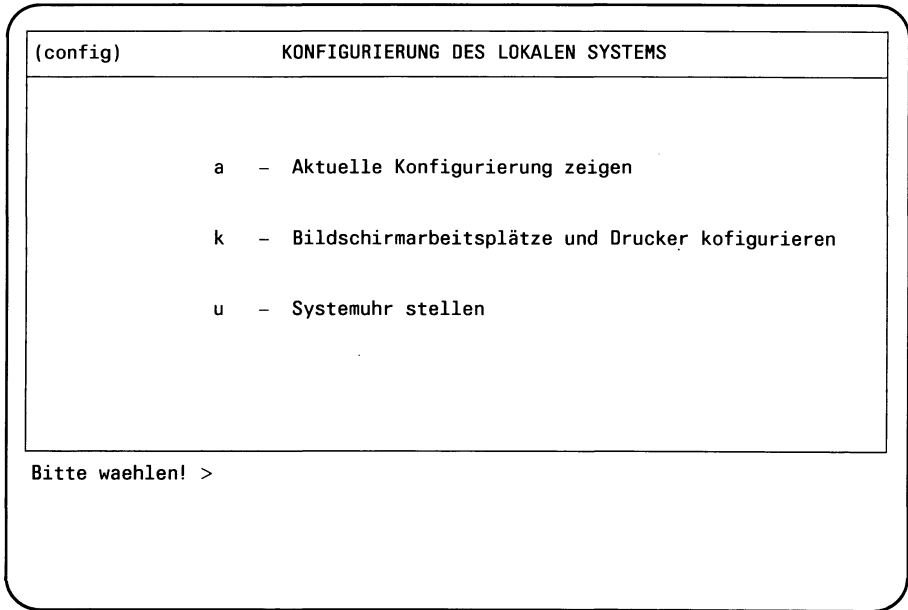 (config) KONFIGURIERUNG DES LOKALEN SYSTEMS
a – Aktuelle Konfigurierung zeigen
k – Bildschirmarbeitsplätze und Drucker kofigurieren
u – Systemuhr stellen
Bitte waehlen! >